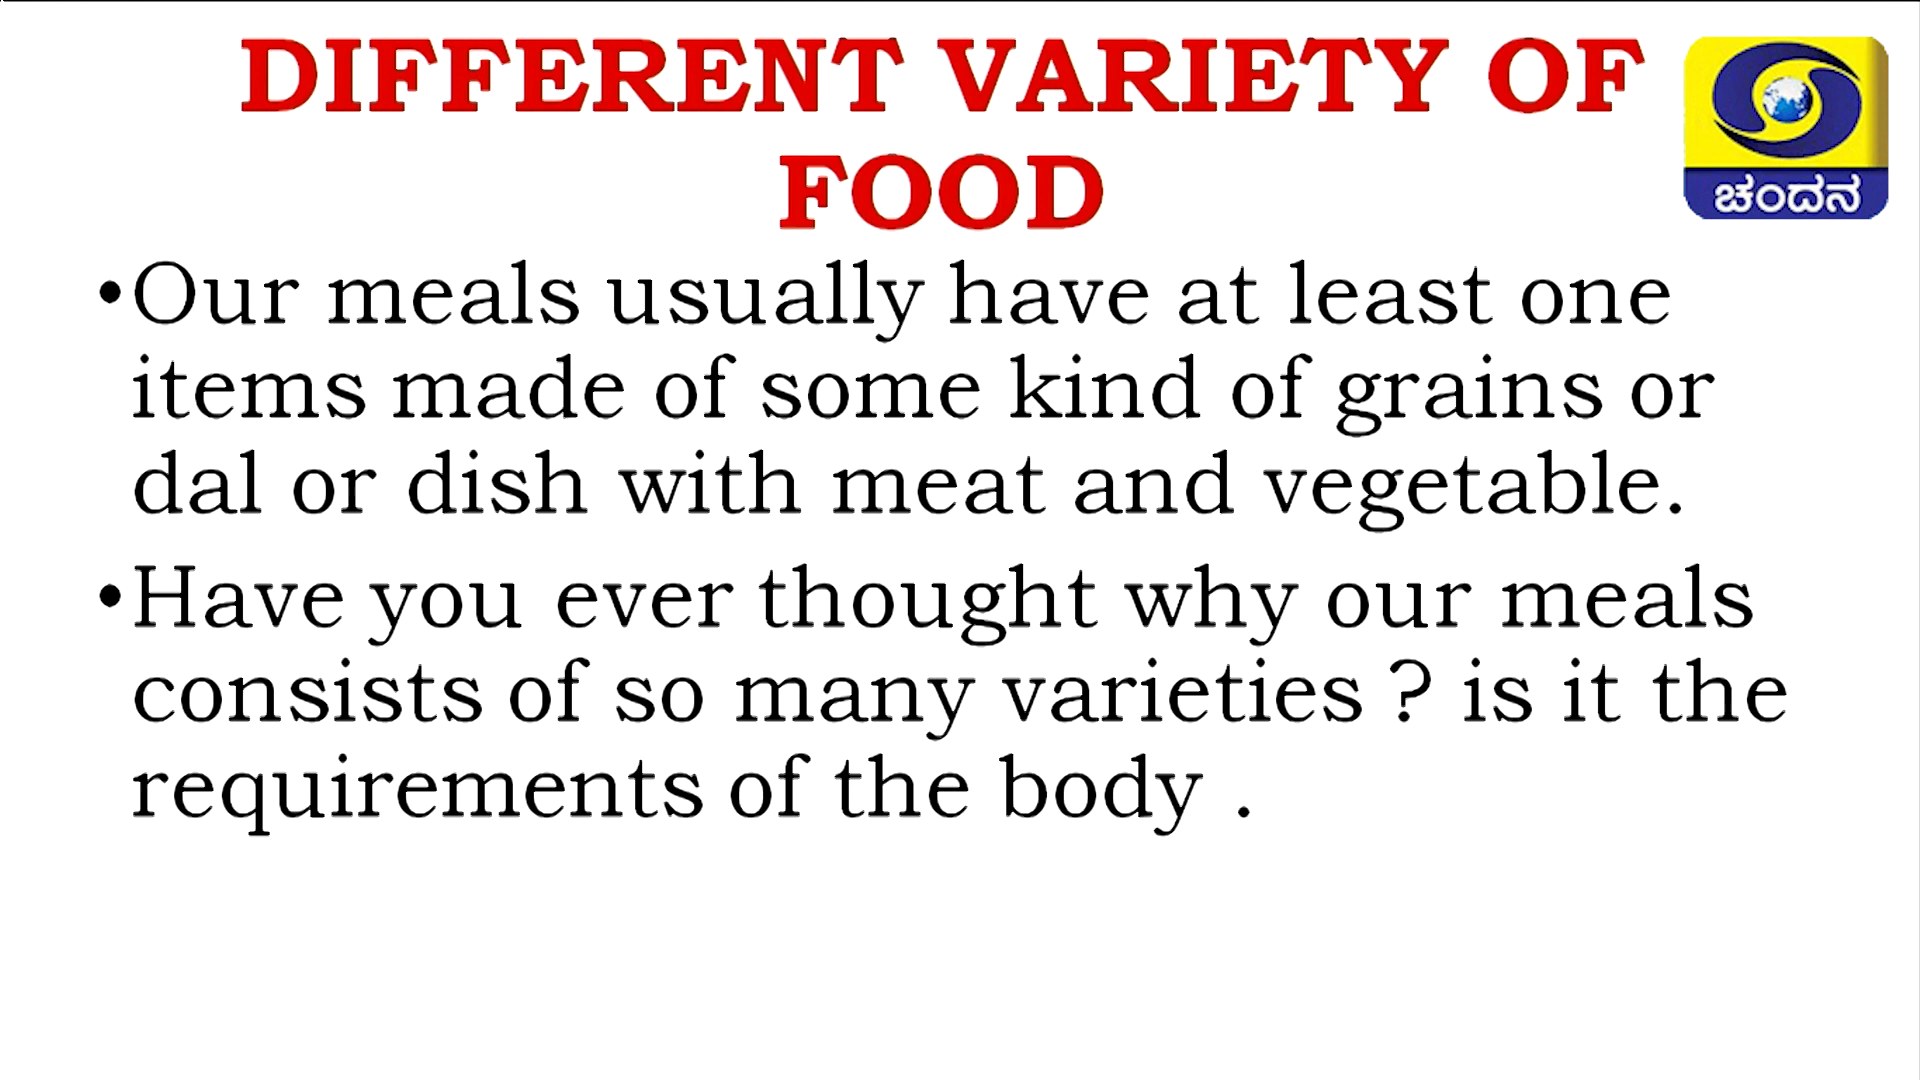 DIFFERENT VARIETY OF
FOOD
ಚಂದನ
•Our meals usually have at least one
items made of some kind of grains or
dal or dish with meat and vegetable.
•Have you ever thought why our meals
consists of so many varieties ? is it the
requirements of the body .